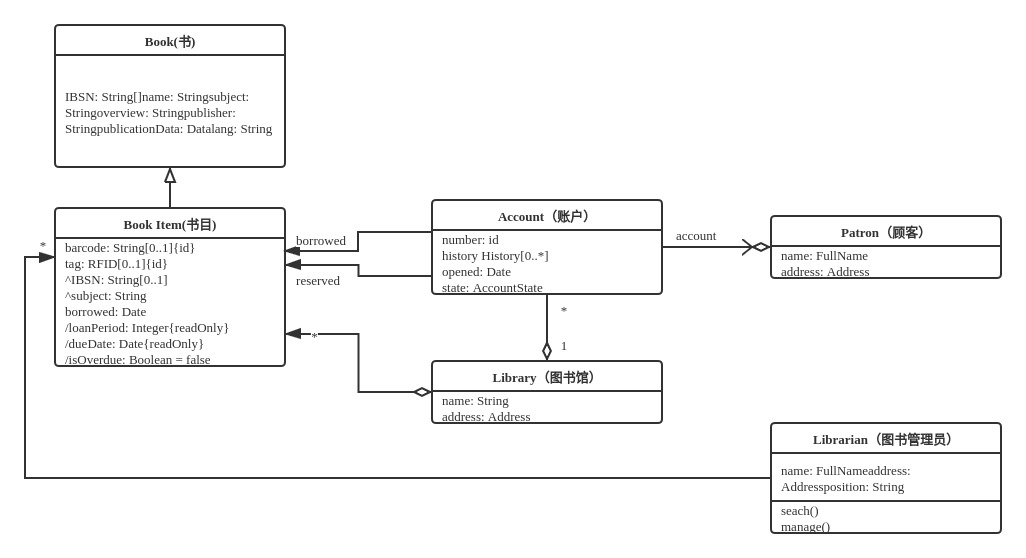 Book(书)
IBSN: String[]name: Stringsubject:
Stringoverview: Stringpublisher:
StringpublicationData: Datalang: String
Book Item(书目)
barcode: String[0..1]{id}
tag: RFID[0..1]{id}
^IBSN: String[0..1]
^subject: String
borrowed: Date
/loanPeriod: Integer{readOnly}
/dueDate: Date{readOnly}
/isOverdue: Boolean = false
*
borrowed
reserved
*
Account（账户）
number: id
history History[0..*]
opened: Date
state: AccountState
account
Patron（顾客）
name: FullName
address: Address
*
1
Library（图书馆）
name: String
address: Address
Librarian（图书管理员）
name: FullNameaddress:
Addressposition: String
seach()
manage()